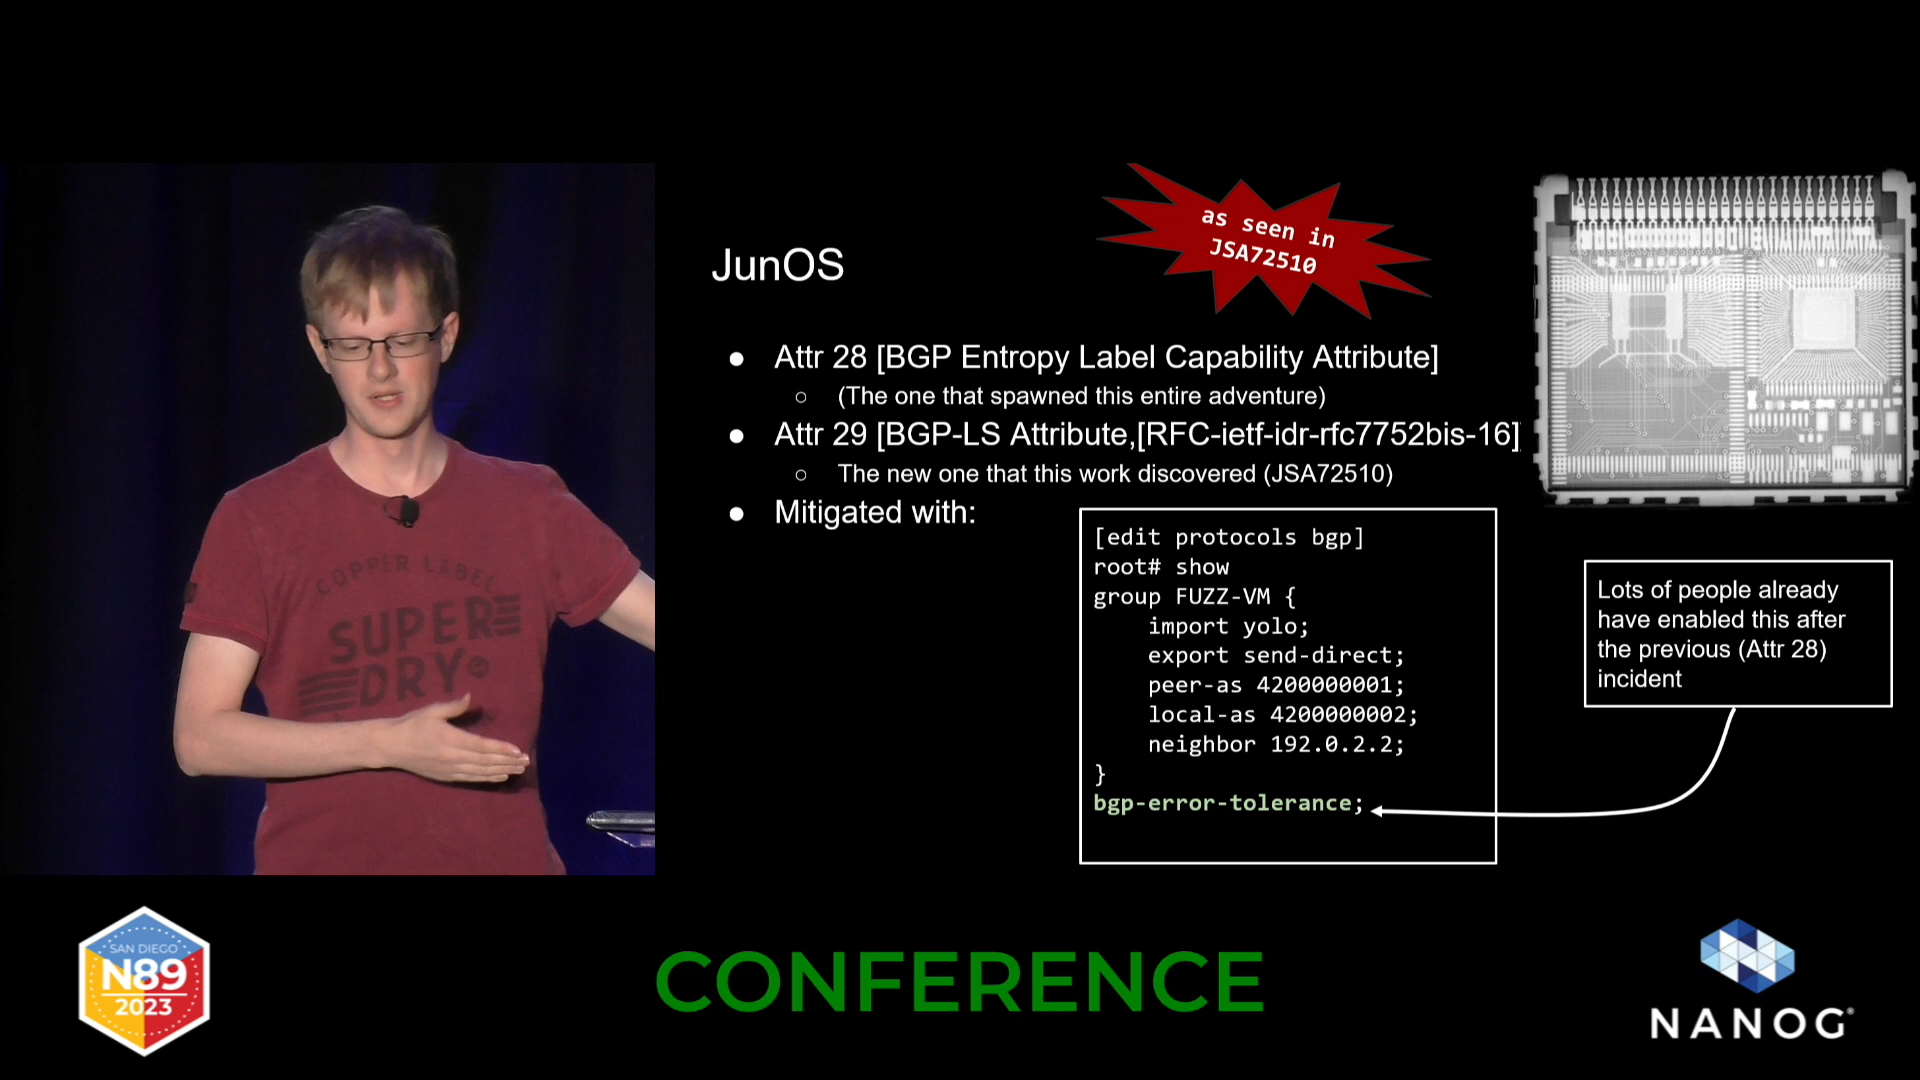 as seen in
JSA72510
JunOS
● Attr 28 [BGP Entropy Label Capability Attribute]
○ (The one that spawned this entire adventure)
● Attr 29 [BGP-LS Attribute,[RFC-ietf-idr-rfc7752bis-16]
○ The new one that this work discovered (JSA72510)
● Mitigated with:
[edit protocols bgp]
root# show
group FUZZ-VM {
import yolo;
export send-direct;
peer-as 4200000001;
local-as 4200000002;
neighbor 192.0.2.2;
}
bgp-error-tolerance;
Lots of people already
have enabled this after
the previous (Attr 28)
incident
COPPER LABEL
SUPER
DRY®
SAN DIEGO
N89
2023
CONFERENCE
NANOG®